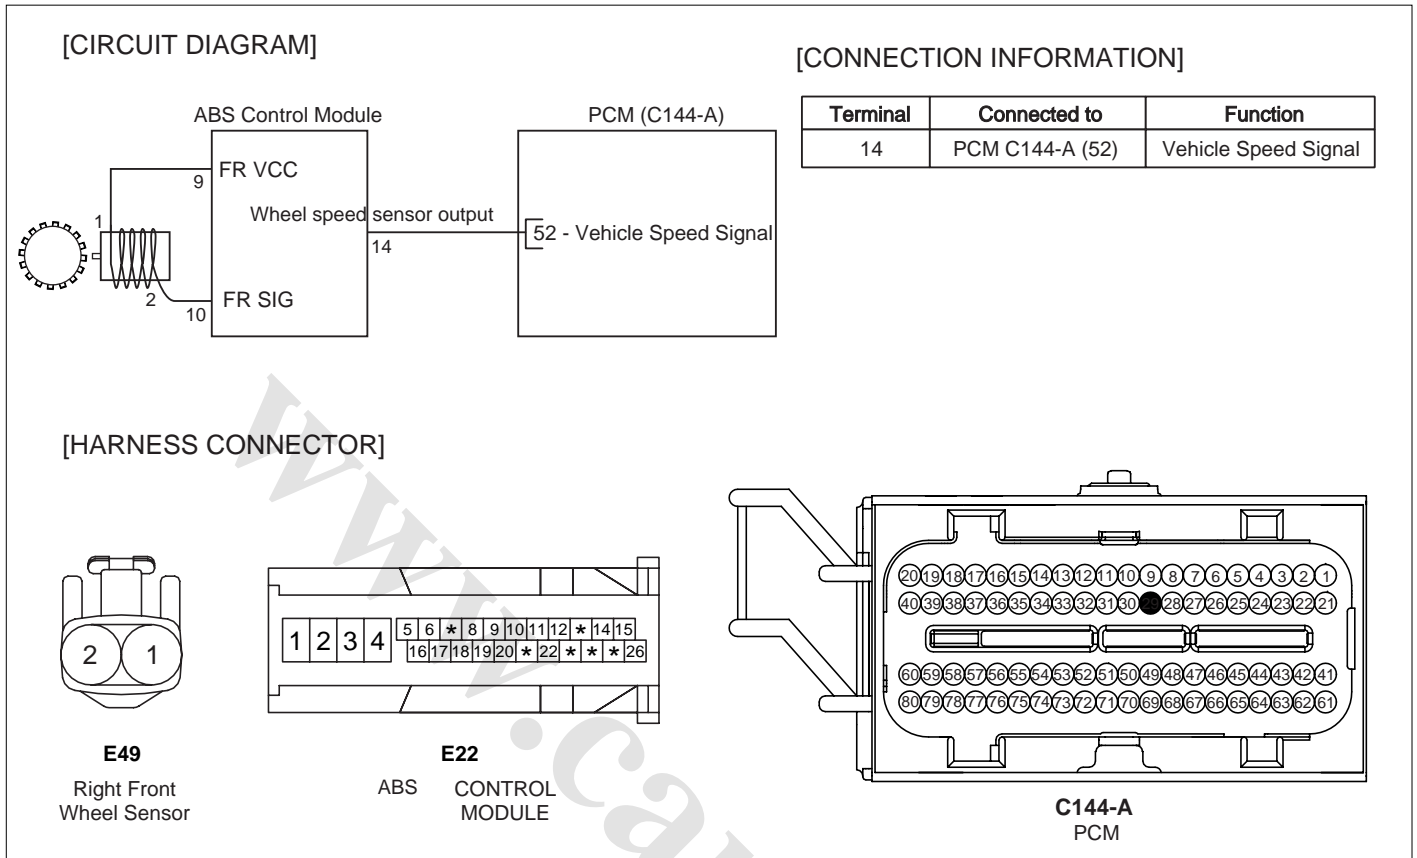 [CIRCUIT DIAGRAM]
[CONNECTION INFORMATION]
ABS Control Module
PCM (C144-A)
Terminal Connected to Function
14 PCM C144-A (52) Vehicle Speed Signal
FR VCC
9
1
Wheel speed sensor output
52 - Vehicle Speed Signal
14
2
FR SIG
10
[HARNESS CONNECTOR]
2 1
E49
Right Front
Wheel Sensor
1 2 3 4
5 6 * 8 9 10 11 12 * 14 15
16 17 18 19 20 * 22 * * * 26
E22
ABS CONTROL
MODULE
20 19 18 17 16 15 14 13 12 11 10 9 8 7 6 5 4 3 2 1
40 39 38 37 36 35 34 33 32 31 30 29 28 27 26 25 24 23 22 21
60 59 58 57 56 55 54 53 52 51 50 49 48 47 46 45 44 43 42 41
80 79 78 77 76 75 74 73 72 71 70 69 68 67 66 65 64 63 62 61
C144-A
PCM
www.ca